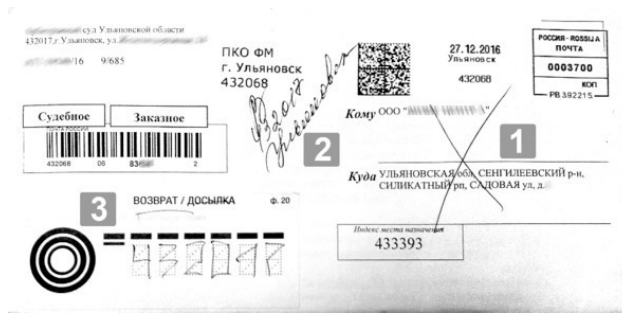 суд Ульяновской области
432017, г. Ульяновск, ул.
/16 9/685
Судебное Заказное
ПОЧТА РОССИИ
432068 06 83 2
ПКО ФМ
г. Ульяновск
432068
2
27.12.2016
Ульяновск
432068
РОССИЯ-ROSSIJA
ПОЧТА
0003700
КОП
РВ 392215
Кому ООО "
1
Куда УЛЬЯНОВСКАЯ обл, СЕНГИЛЕЕВСКИЙ р-н,
СИЛИКАТНЫЙ рп, САДОВАЯ ул, д.
Индекс места назначения
433393
3
ВОЗВРАТ / ДОСЫЛКА ф. 20